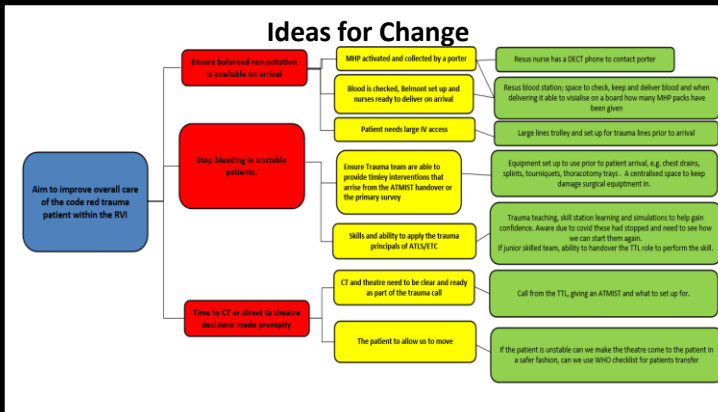 Ideas for Change
Ensure balanced resuscitation
is available on arrival
MHP activated and collected by a porter
Resus nurse has a DECT phone to contact porter
Blood is checked, Belmont set up and
nurses ready to deliver on arrival
Resus blood station; space to check, keep and deliver blood and when
delivering it able to visialise on a board how many MHP packs have
been given
Patient needs large IV access
Large lines trolley and set up for trauma lines prior to arrival
Aim to improve overall care
of the code red trauma
patient within the RVI
Stop bleeding in unstable
patients.
Ensure Trauma team are able to
provide timley interventions that
arise from the ATMIST handover or
the primary survey
Equipment set up to use prior to patient arrival, e.g. chest drains,
splints, tourniquets, thoracotomy trays . A centralised space to keep
damage surgical equiptment in.
Skills and ability to apply the trauma
principals of ATLS/ETC
Trauma teaching, skill station learning and simulations to help gain
confidence. Aware due to covid these had stopped and need to see how
we can start them again.
If junior skilled team, ability to handover the TTL role to perform the skill.
Time to CT or direct to theatre
decisions made promptly
CT and theatre need to be clear and ready
as part of the trauma call
Call from the TTL, giving an ATMIST and what to set up for.
The patient to allow us to move
If the patient is unstable can we make the theatre come to the patient in
a safer fashion, can we use WHO checklist for patients transfer